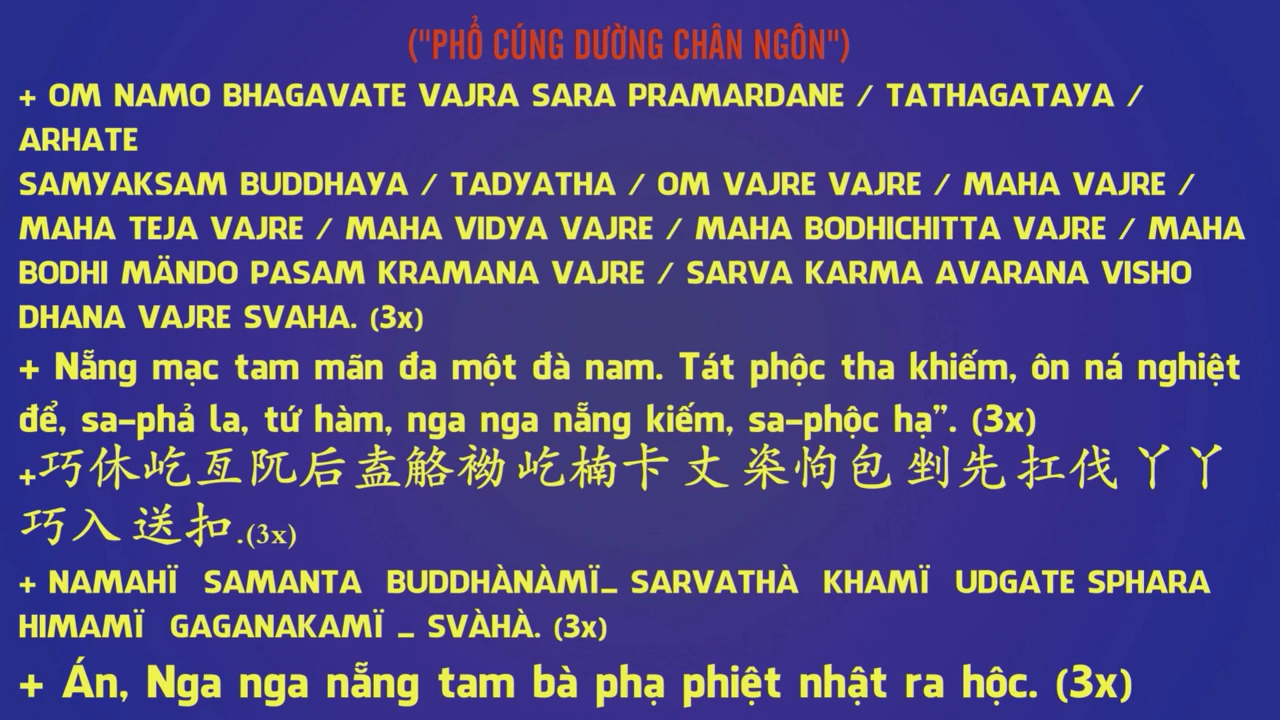 ("PHỔ CÚNG DƯỜNG CHÂN NGÔN")
+ OM NAMO BHAGAVATE VAJRA SARA PRAMARDANE / TATHAGATAYA /
ARHATE
SAMYAKSAM BUDDHAYA / TADYATHA / OM VAJRE VAJRE / MAHA VAJRE /
MAHA TEJA VAJRE / MAHA VIDYA VAJRE / MAHA BODHICHITTA VAJRE / MAHA
BODHI MÄNDO PASAM KRAMANA VAJRE / SARVA KARMA AVARANA VISHO
DHANA VAJRE SVAHA. (3x)
+ Nẵng mạc tam mãn đa một đà nam. Tát phộc tha khiếm, ôn ná nghiệt
để, sa-phả la, tứ hàm, nga nga nẵng kiếm, sa-phộc hạ”. (3x)
+巧休屹亙阢后盍觡袎 屹楠卡 丈 桼怐包 剉先 扛伐 丫丫
巧入 送扣.(3x)
+ NAMAHÏ SAMANTA BUDDHÀNÀMÏ_ SARVATHÀ KHAMÏ UDGATE SPHARA
HIMAMÏ GAGANAKAMÏ _ SVÀHÀ. (3x)
+ Án, Nga nga nẵng tam bà phạ phiệt nhật ra hộc. (3x)